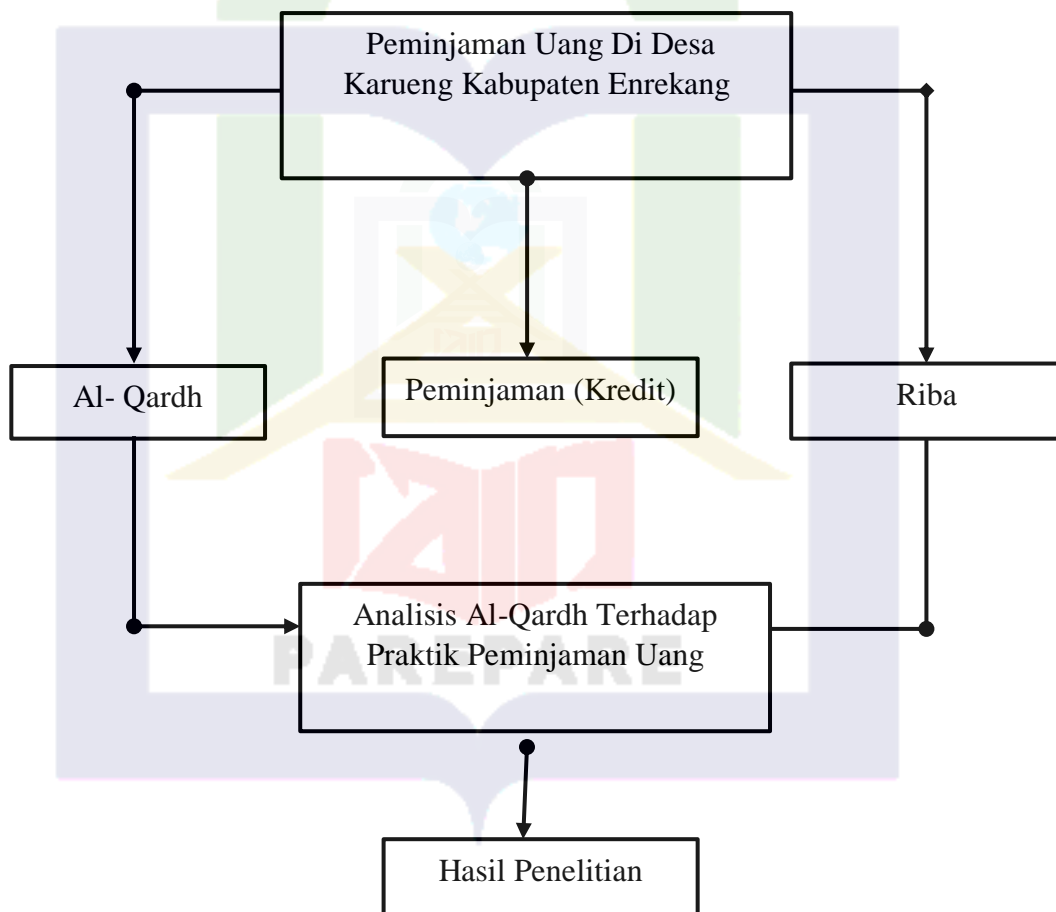 Peminjaman Uang Di Desa
Karueng Kabupaten Enrekang
Al- Qardh
Peminjaman (Kredit)
Riba
Analisis Al-Qardh Terhadap
Praktik Peminjaman Uang
PAREPARE
Hasil Penelitian